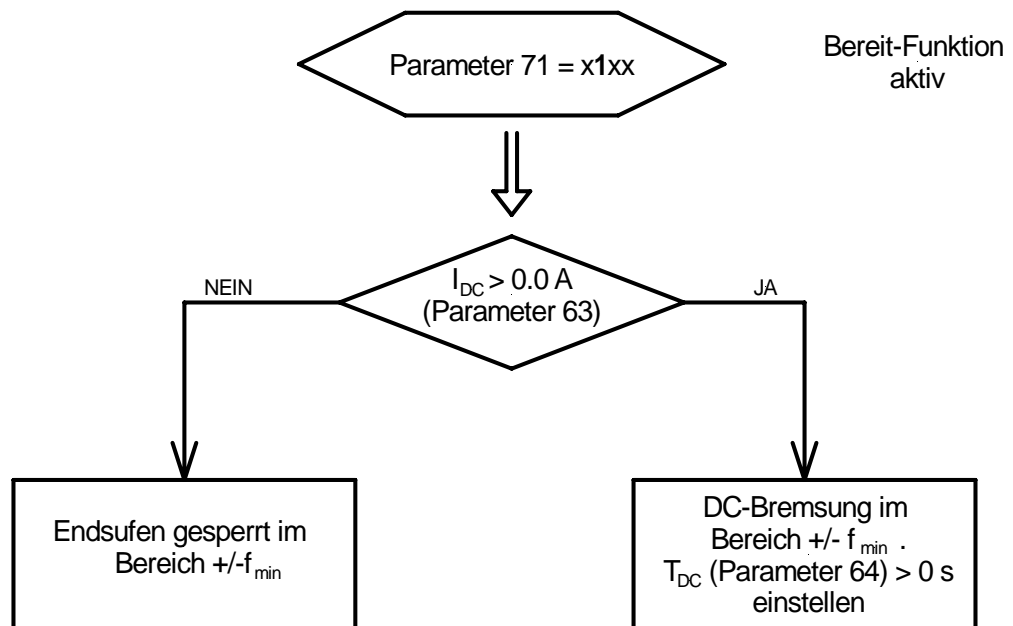 Parameter 71 = x1xx
Bereit-Funktion
aktiv
I_DC > 0.0 A
(Parameter 63)
NEIN
JA
Endsufen gesperrt im
Bereich +/-f_min
DC-Bremsung im
Bereich +/- f_min .
T_DC (Parameter 64) > 0 s
einstellen